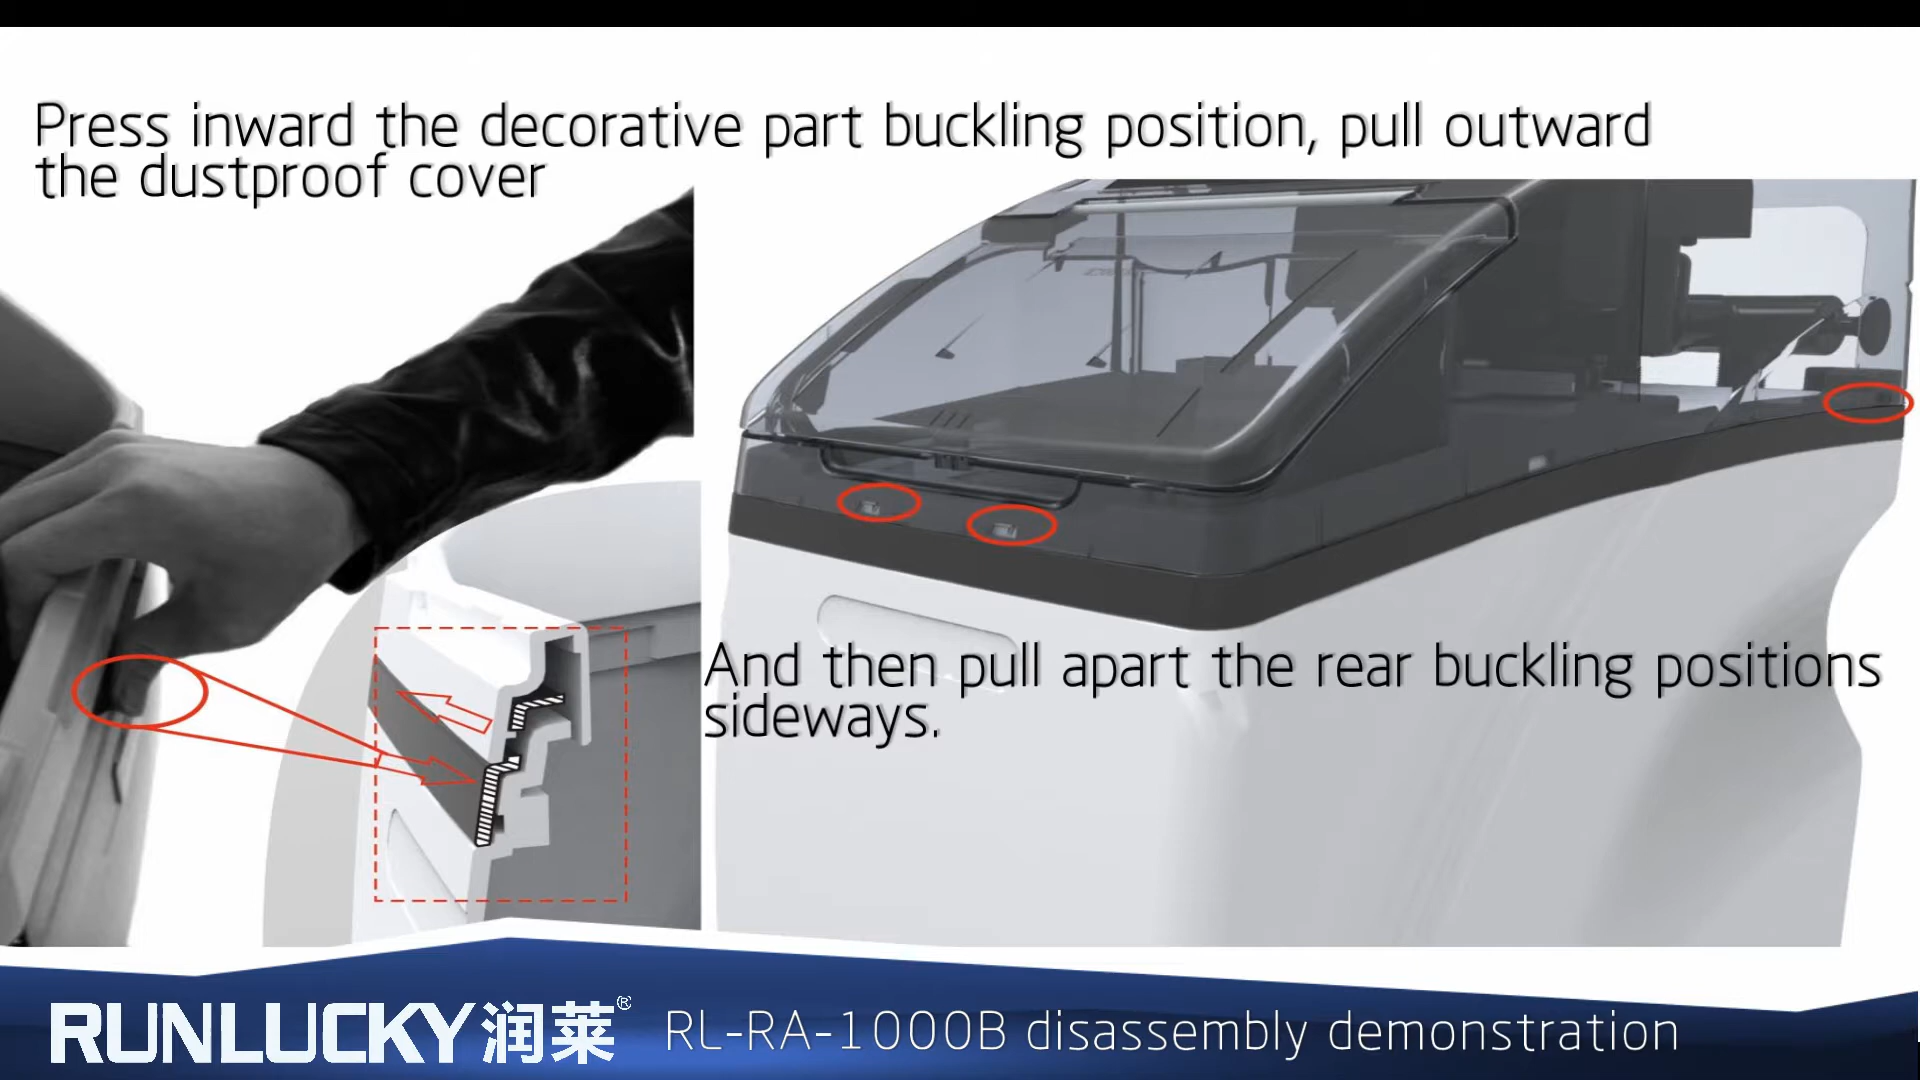 Press inward the decorative part buckling position, pull outward
the dustproof cover
And then pull apart the rear buckling positions
sideways.
RUNLUCKY润莱® RL-RA-1000B disassembly demonstration